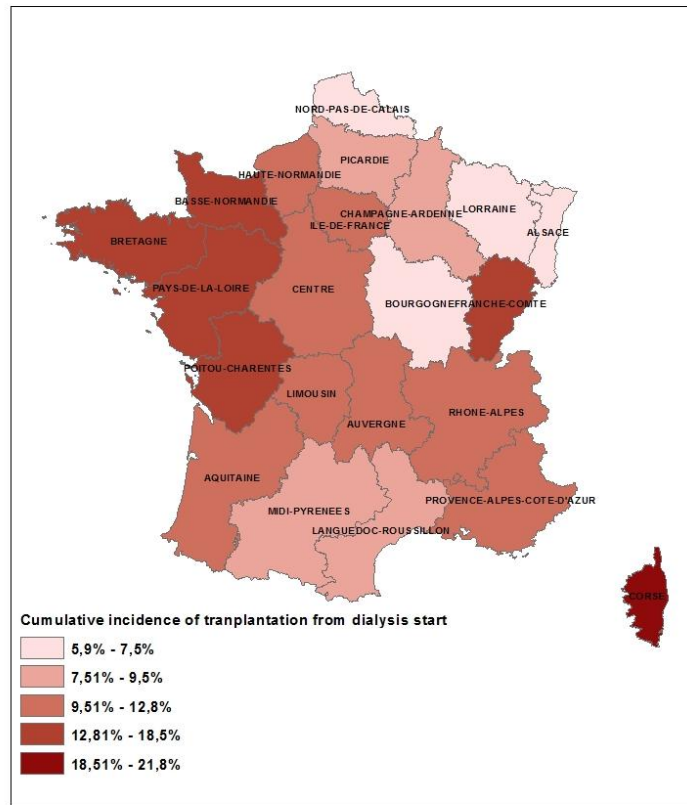 NORD-PAS-DE-CALAIS
PICARDIE
HAUTE-NORMANDIE
BASSE-NORMANDIE
CHAMPAGNE-ARDENNE
LORRAINE
ILE-DE-FRANCE
ALSACE
BRETAGNE
PAYS-DE-LA-LOIRE
CENTRE
BOURGOGNE
FRANCHE-COMTE
POITOU-CHARENTES
LIMOUSIN
AUVERGNE
RHONE-ALPES
AQUITAINE
MIDI-PYRENEES
PROVENCE-ALPES-COTE-D'AZUR
LANGUEDOC-ROUSSILLON
CORSE
Cumulative incidence of tranplantation from dialysis start
5,9% - 7,5%
7,51% - 9,5%
9,51% - 12,8%
12,81% - 18,5%
18,51% - 21,8%